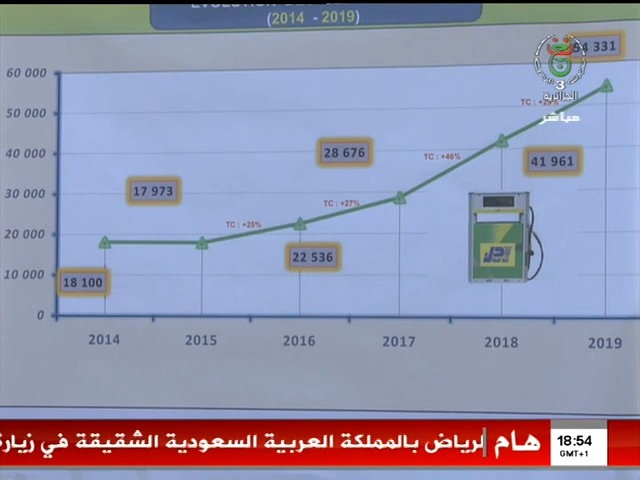 (2014 - 2019)
54 331
60 000
3
الجزائرية
50 000
TC : +29%
مباشر
40 000
28 676
TC : +46%
41 961
30 000
17 973
TC : +27%
TC : +25%
20 000
22 536
10 000
18 100
0
2014 2015 2016 2017 2018 2019
هام
الرياض بالمملكة العربية السعودية الشقيقة في زيارة
18:54
GMT+1